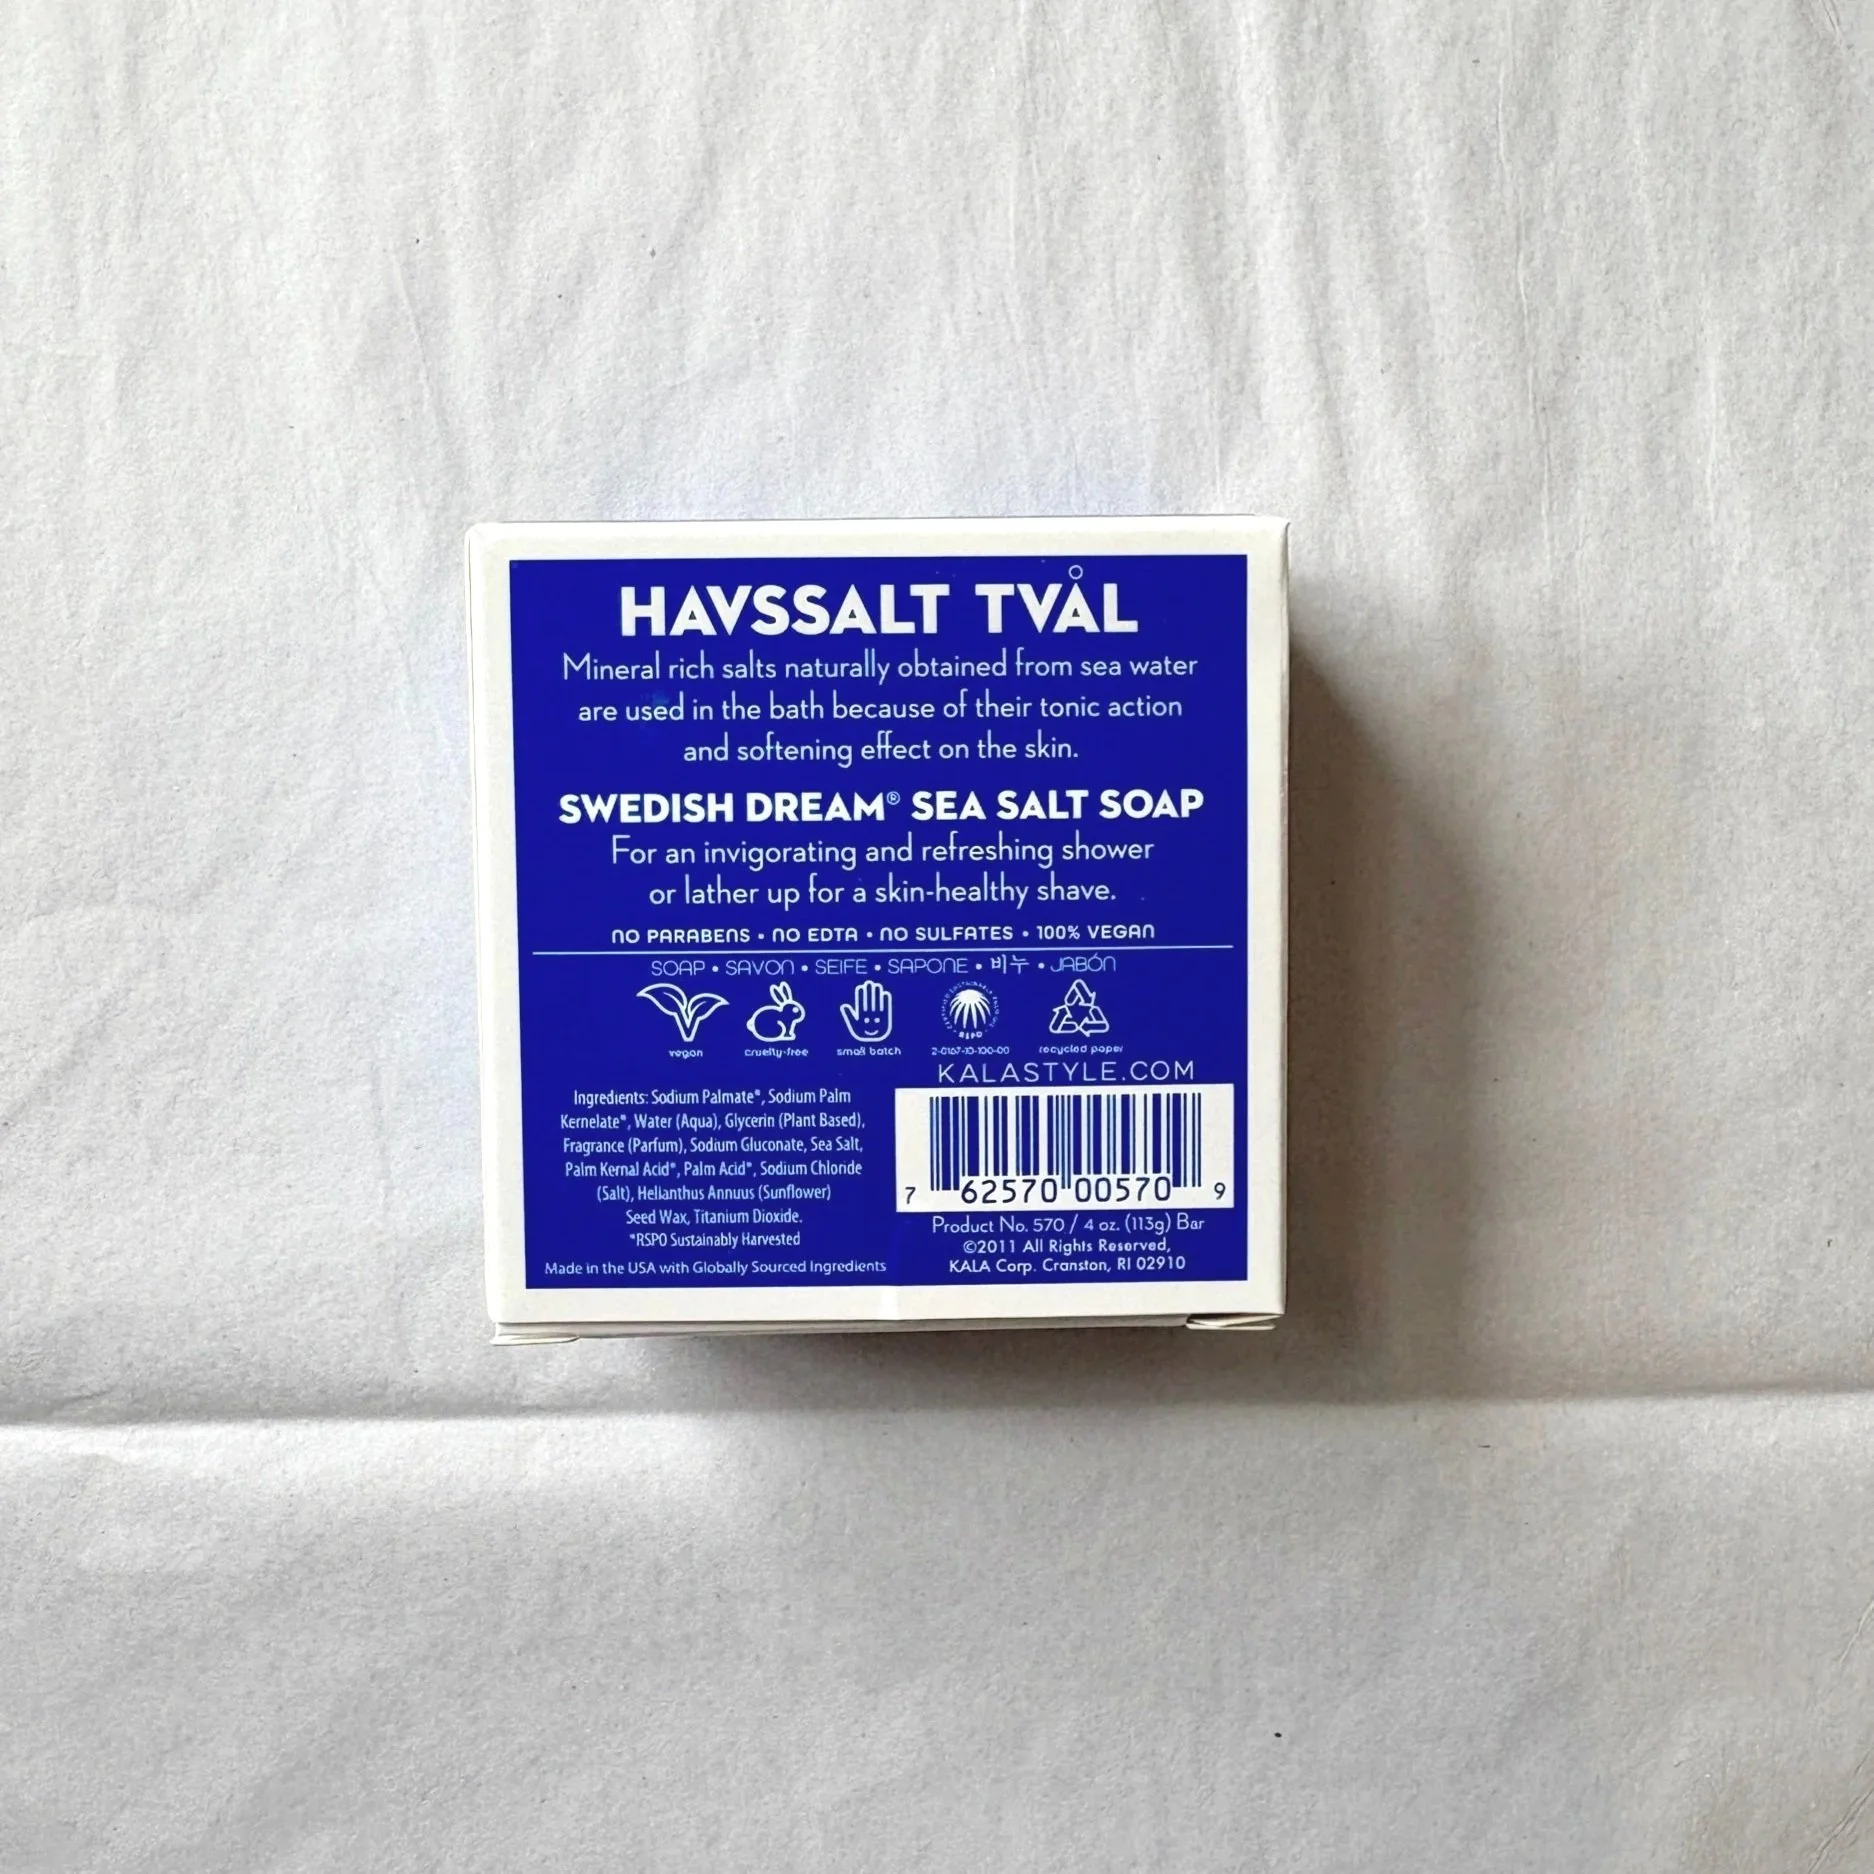 HAVSSALT TVÅL
Mineral rich salts naturally obtained from sea water
are used in the bath because of their tonic action
and softening effect on the skin.
SWEDISH DREAM® SEA SALT SOAP
For an invigorating and refreshing shower
or lather up for a skin-healthy shave.
NO PARABENS • NO EDTA • NO SULFATES • 100% VEGAN
SOAP • SAVON • SEIFE • SAPONE • 비누 • JABÓN
RSPO
vegan cruelty-free small batch 2-0167-10-100-00 recycled paper
KALASTYLE.COM
Ingredients: Sodium Palmate*, Sodium Palm
Kernelate*, Water (Aqua), Glycerin (Plant Based),
Fragrance (Parfum), Sodium Gluconate, Sea Salt,
Palm Kernal Acid*, Palm Acid*, Sodium Chloride
(Salt), Helianthus Annuus (Sunflower)
Seed Wax, Titanium Dioxide.
*RSPO Sustainably Harvested
Made in the USA with Globally Sourced Ingredients
7 62570 00570 9
Product No. 570 / 4 oz. (113g) Bar
©2011 All Rights Reserved,
KALA Corp. Cranston, RI 02910